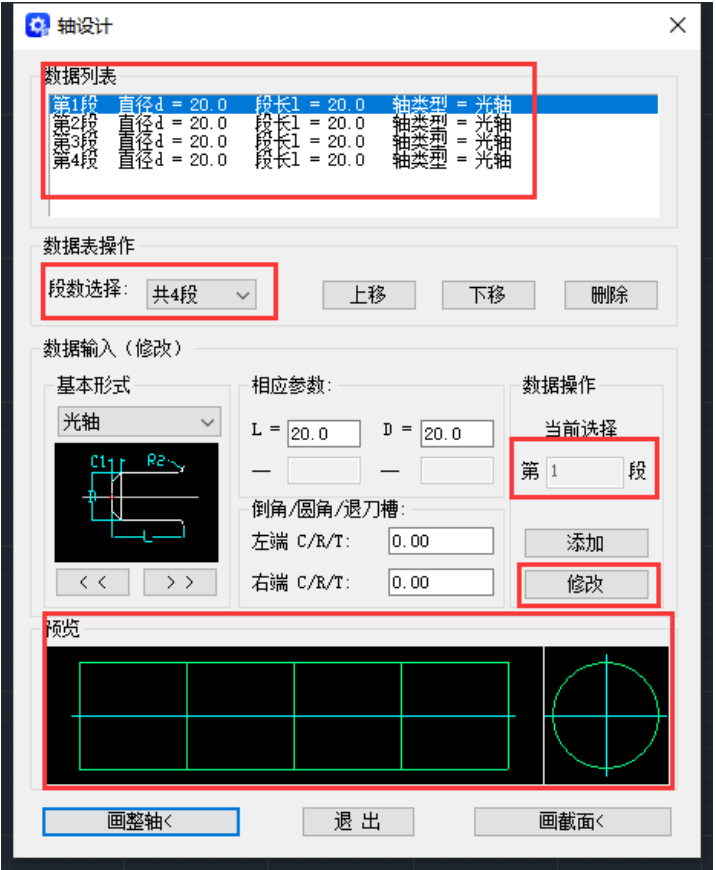 轴设计
数据列表
第1段 直径d = 20.0 段长l = 20.0 轴类型 = 光轴
第2段 直径d = 20.0 段长l = 20.0 轴类型 = 光轴
第3段 直径d = 20.0 段长l = 20.0 轴类型 = 光轴
第4段 直径d = 20.0 段长l = 20.0 轴类型 = 光轴
数据表操作
段数选择: 共4段 上移 下移 删除
数据输入(修改)
基本形式
光轴
C1 R2
D
L
<< >>
相应参数:
L = 20.0 D = 20.0
— —
倒角/圆角/退刀槽:
左端 C/R/T: 0.00
右端 C/R/T: 0.00
数据操作
当前选择
第 1 段
添加
修改
预览
画整轴< 退 出 画截面<